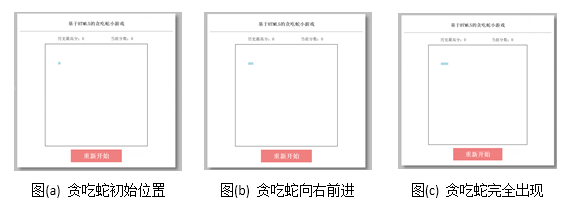 基于HTML5的贪吃蛇小游戏
历史最高分：0 当前分数：0
重新开始
图(a) 贪吃蛇初始位置
基于HTML5的贪吃蛇小游戏
历史最高分：0 当前分数：0
重新开始
图(b) 贪吃蛇向右前进
基于HTML5的贪吃蛇小游戏
历史最高分：0 当前分数：0
重新开始
图(c) 贪吃蛇完全出现